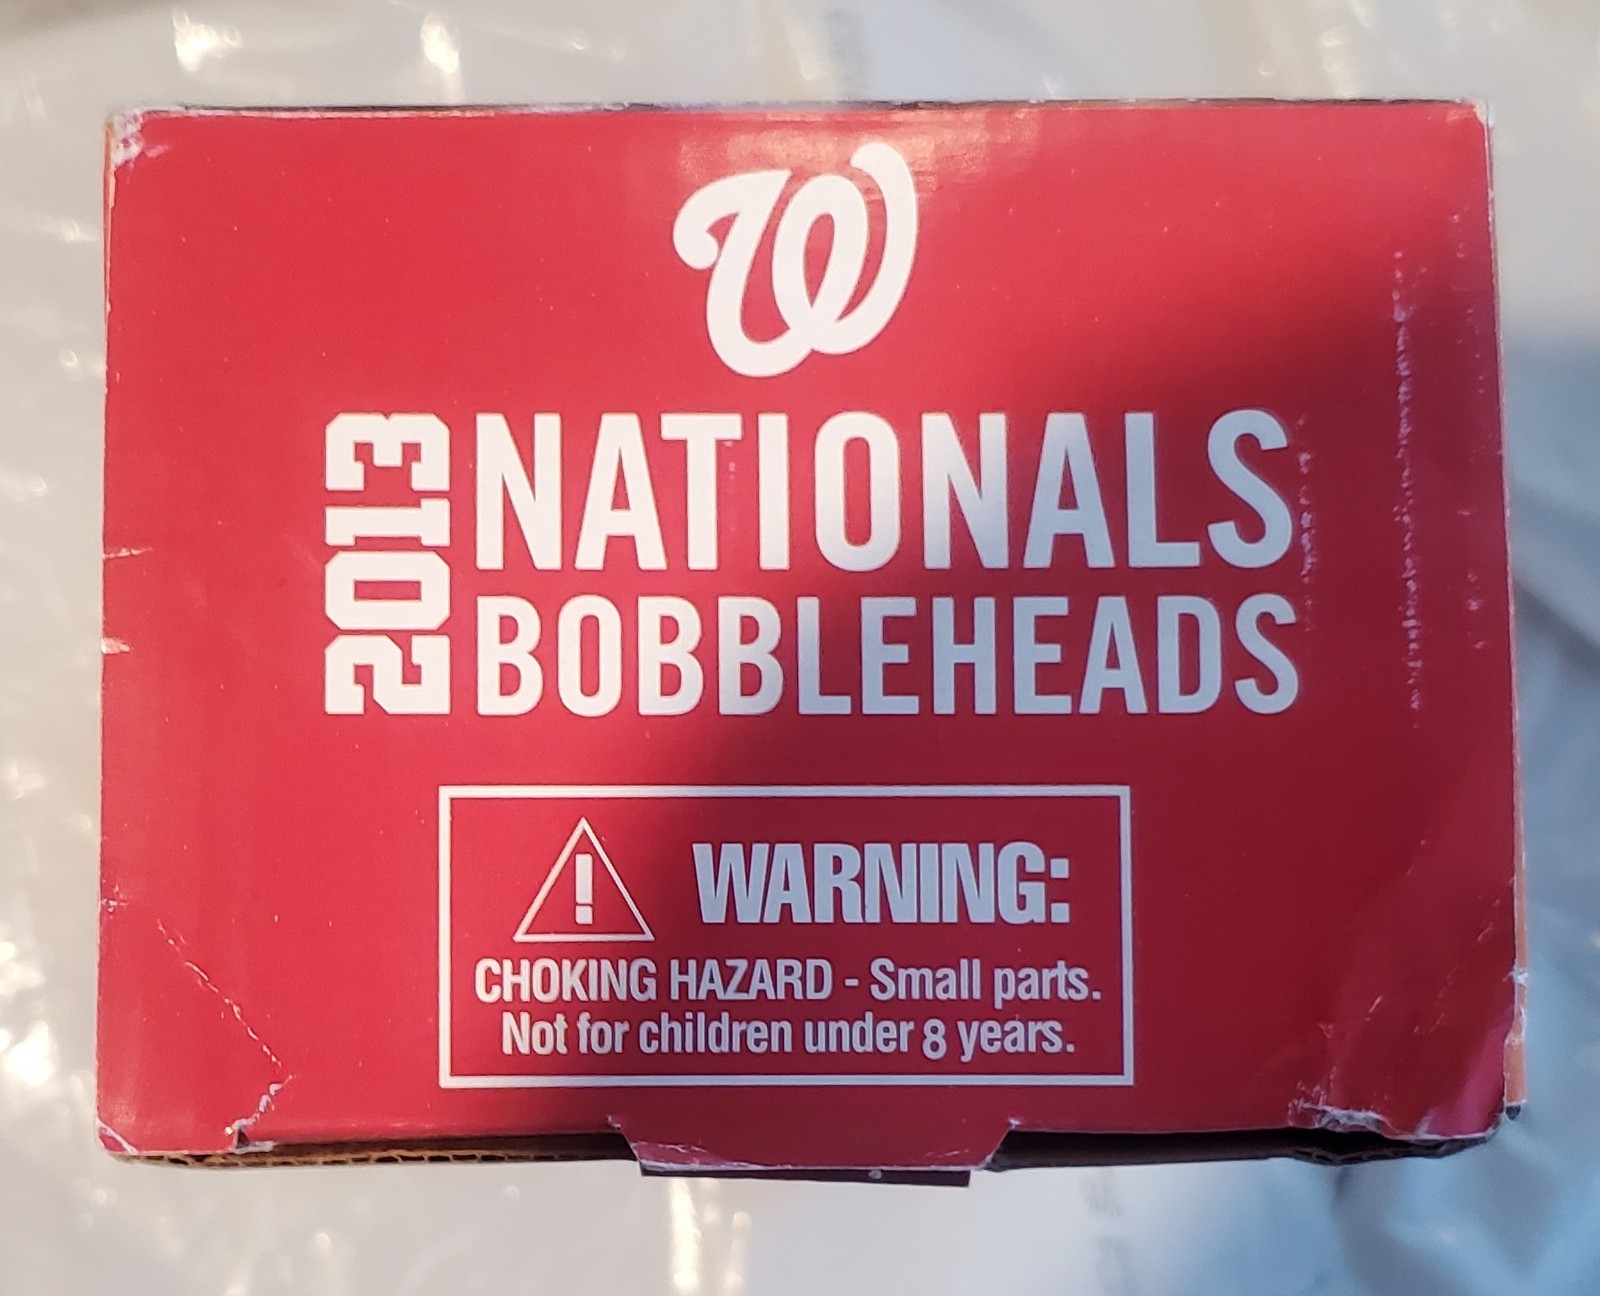 W
2013
NATIONALS
BOBBLEHEADS
! WARNING:
CHOKING HAZARD - Small parts.
Not for children under 8 years.